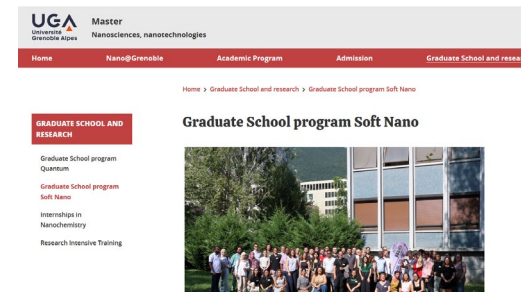 UGA
Université
Grenoble Alpes
Master
Nanosciences, nanotechnologies
Home Nano@Grenoble Academic Program Admission Graduate School and resear
Home > Graduate School and research > Graduate School program Soft Nano
GRADUATE SCHOOL AND
RESEARCH
Graduate School program
Quantum
Graduate School program
Soft Nano
Internships in
Nanochemistry
Research Intensive Training
Graduate School program Soft Nano